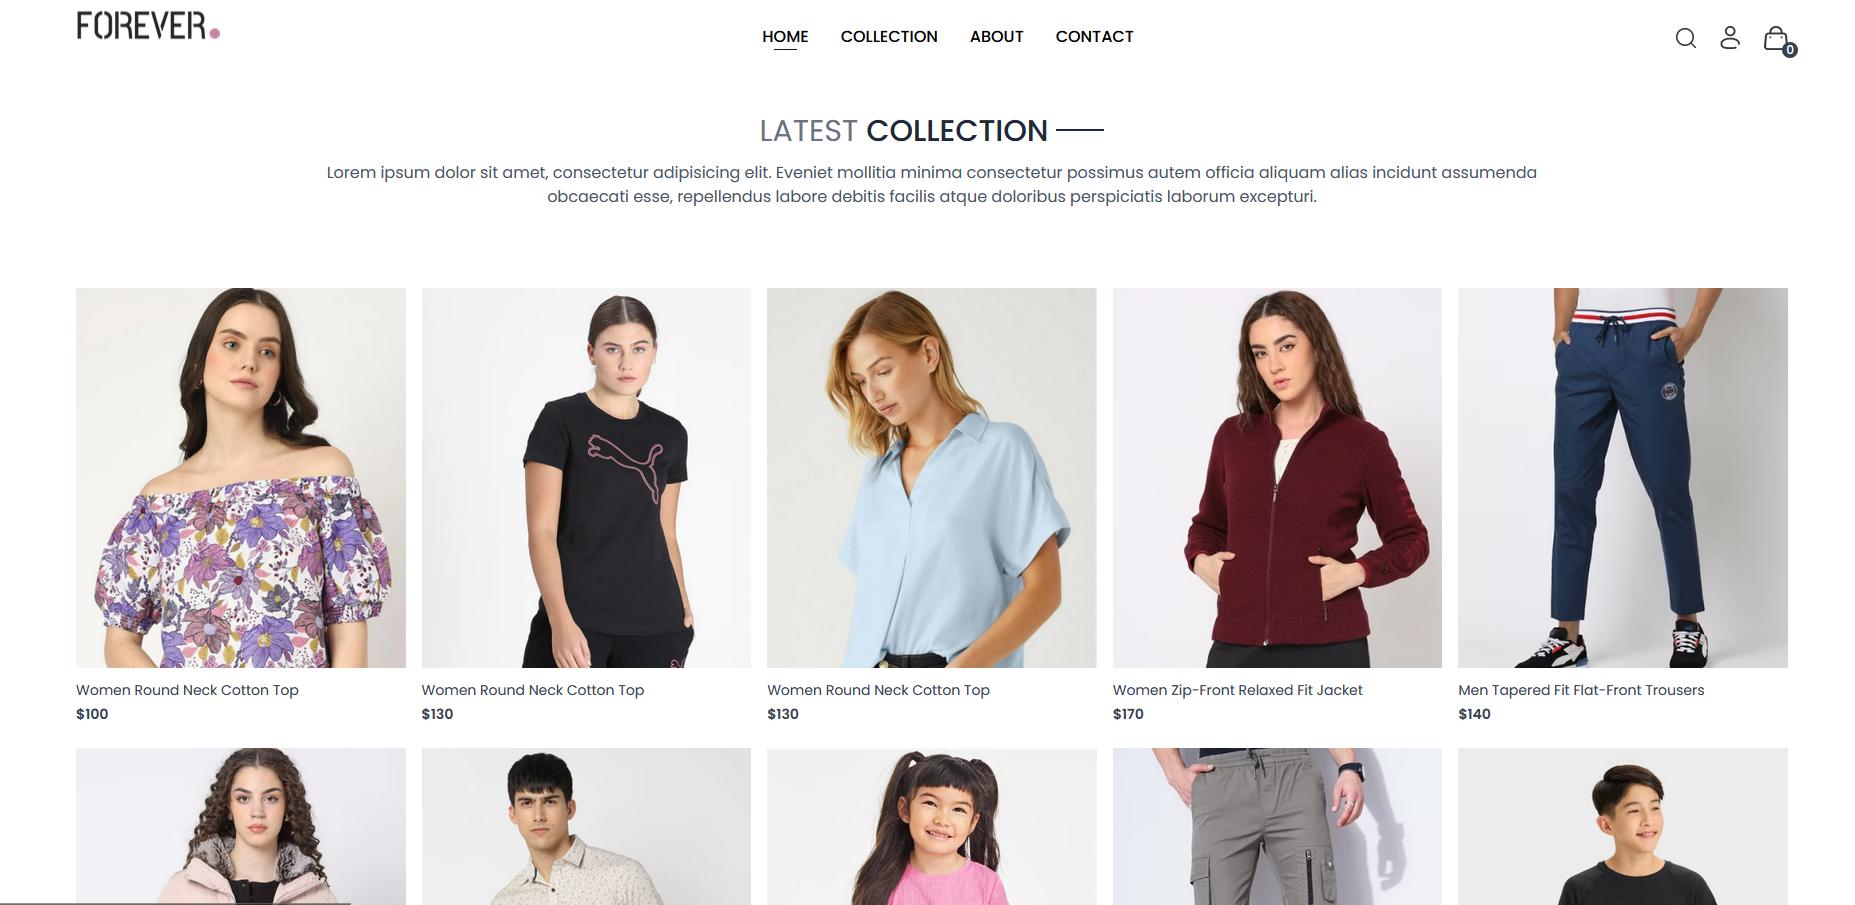 FOREVER.
HOME COLLECTION ABOUT CONTACT
0
LATEST COLLECTION
Lorem ipsum dolor sit amet, consectetur adipisicing elit. Eveniet mollitia minima consectetur possimus autem officia aliquam alias incidunt assumenda
obcaecati esse, repellendus labore debitis facilis atque doloribus perspiciatis laborum excepturi.
Women Round Neck Cotton Top
$100
Women Round Neck Cotton Top
$130
Women Round Neck Cotton Top
$130
Women Zip-Front Relaxed Fit Jacket
$170
Men Tapered Fit Flat-Front Trousers
$140